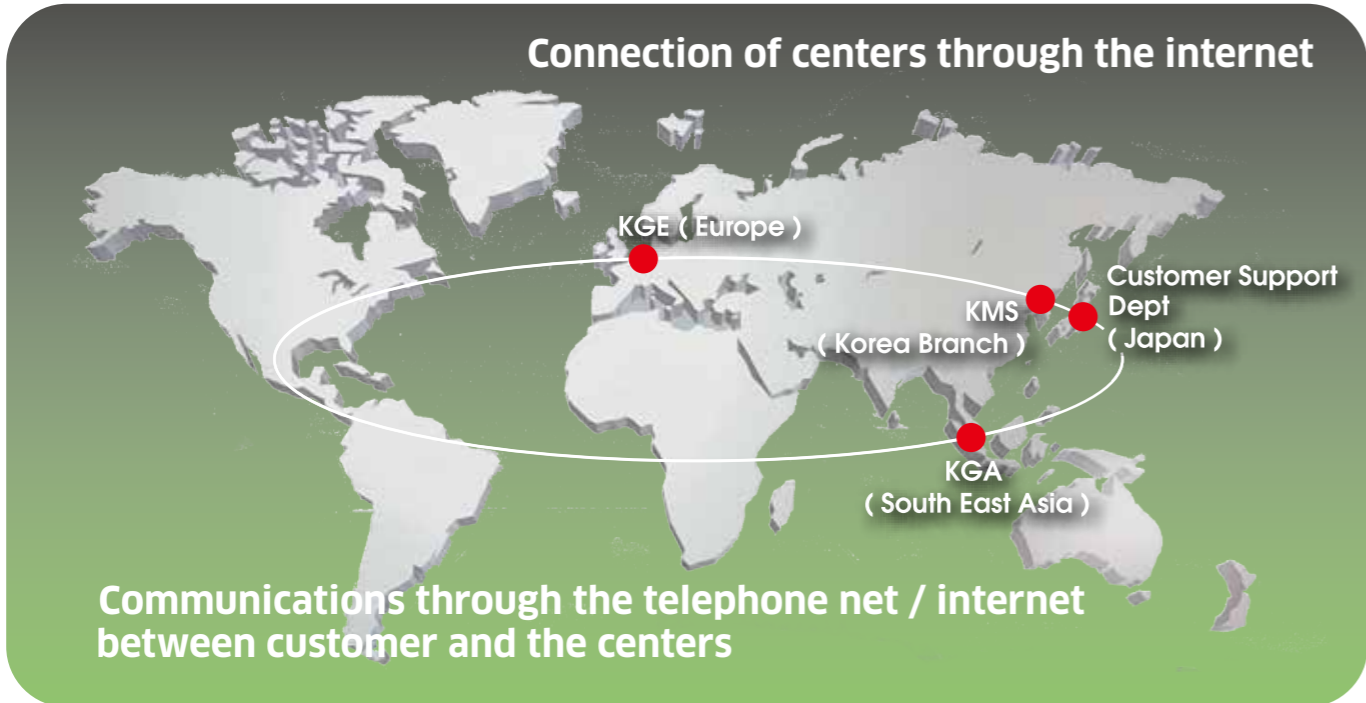 Connection of centers through the internet
KGE ( Europe )
Customer Support
Dept
( Japan )
KMS
( Korea Branch )
KGA
( South East Asia )
Communications through the telephone net / internet
between customer and the centers